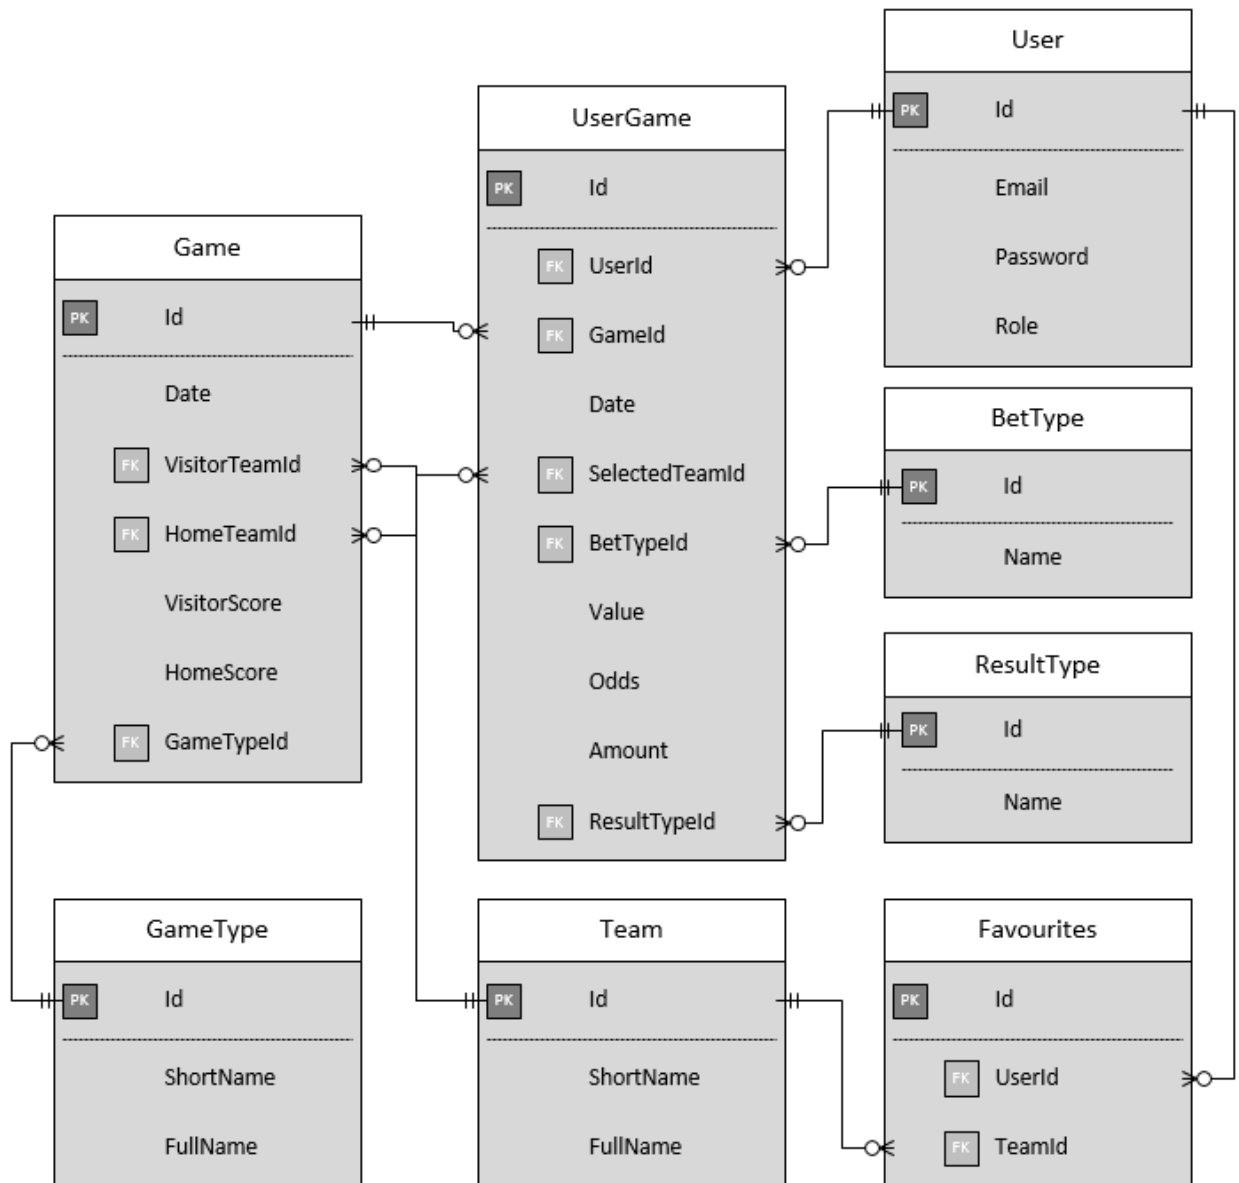 User
PK Id
Email
Password
Role
UserGame
PK Id
FK UserId
FK GameId
Date
FK SelectedTeamId
FK BetTypeId
Value
Odds
Amount
FK ResultTypeId
Game
PK Id
Date
FK VisitorTeamId
FK HomeTeamId
VisitorScore
HomeScore
FK GameTypeId
BetType
PK Id
Name
ResultType
PK Id
Name
GameType
PK Id
ShortName
FullName
Team
PK Id
ShortName
FullName
Favourites
PK Id
FK UserId
FK TeamId